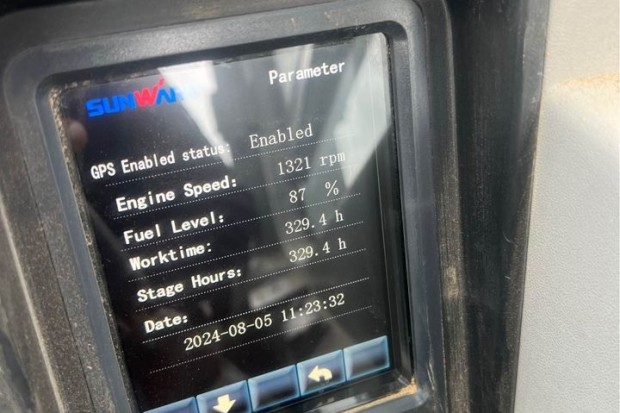 SUNWARD
Parameter
GPS Enabled status: Enabled
Engine Speed: 1321 rpm
Fuel Level: 87 %
Worktime: 329.4 h
Stage Hours: 329.4 h
Date:
2024-08-05 11:23:32